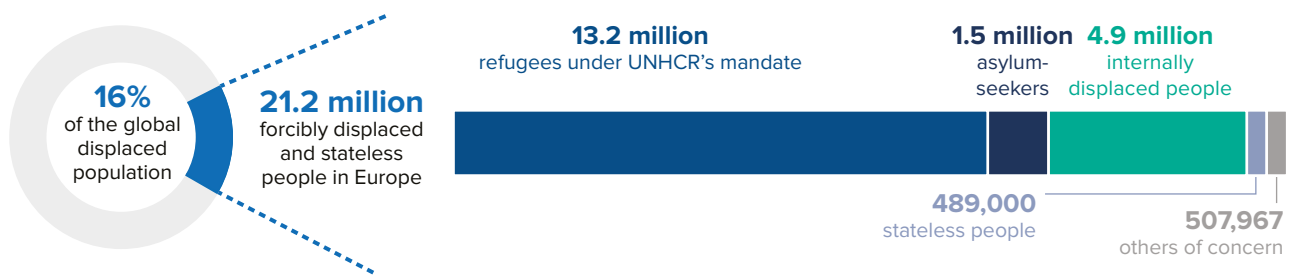 16%
of the global
displaced
population
21.2 million
forcibly displaced
and stateless
people in Europe
13.2 million
refugees under UNHCR’s mandate
1.5 million
asylum-
seekers
4.9 million
internally
displaced people
489,000
stateless people
507,967
others of concern